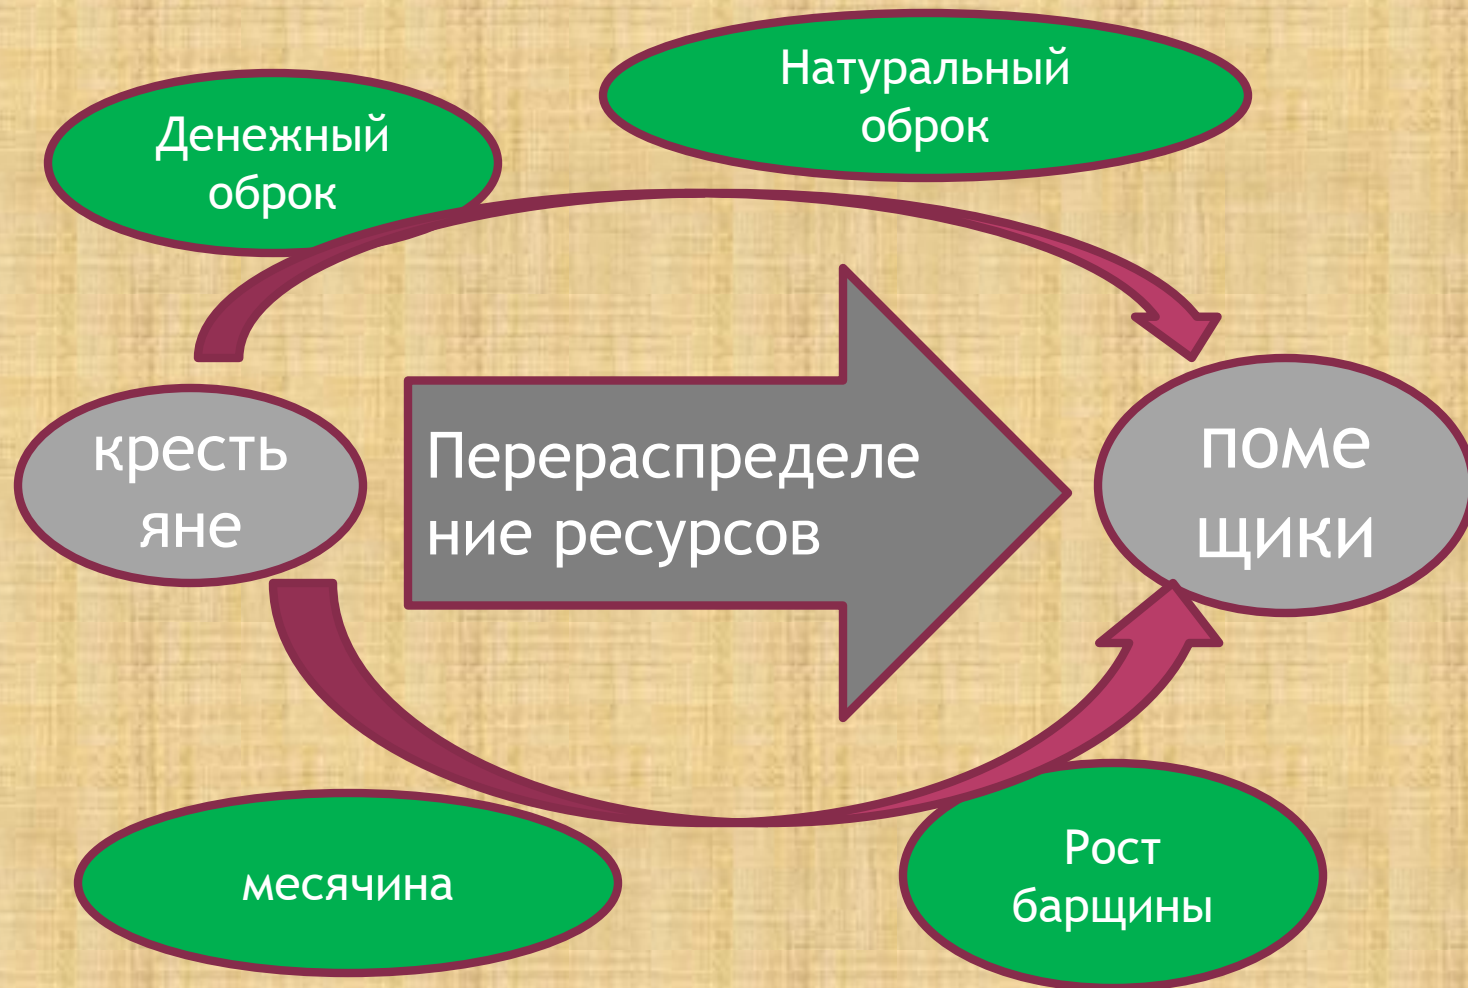 Натуральный
оброк
Денежный
оброк
кресть
яне
Перераспределе
ние ресурсов
поме
щики
месячина
Рост
барщины